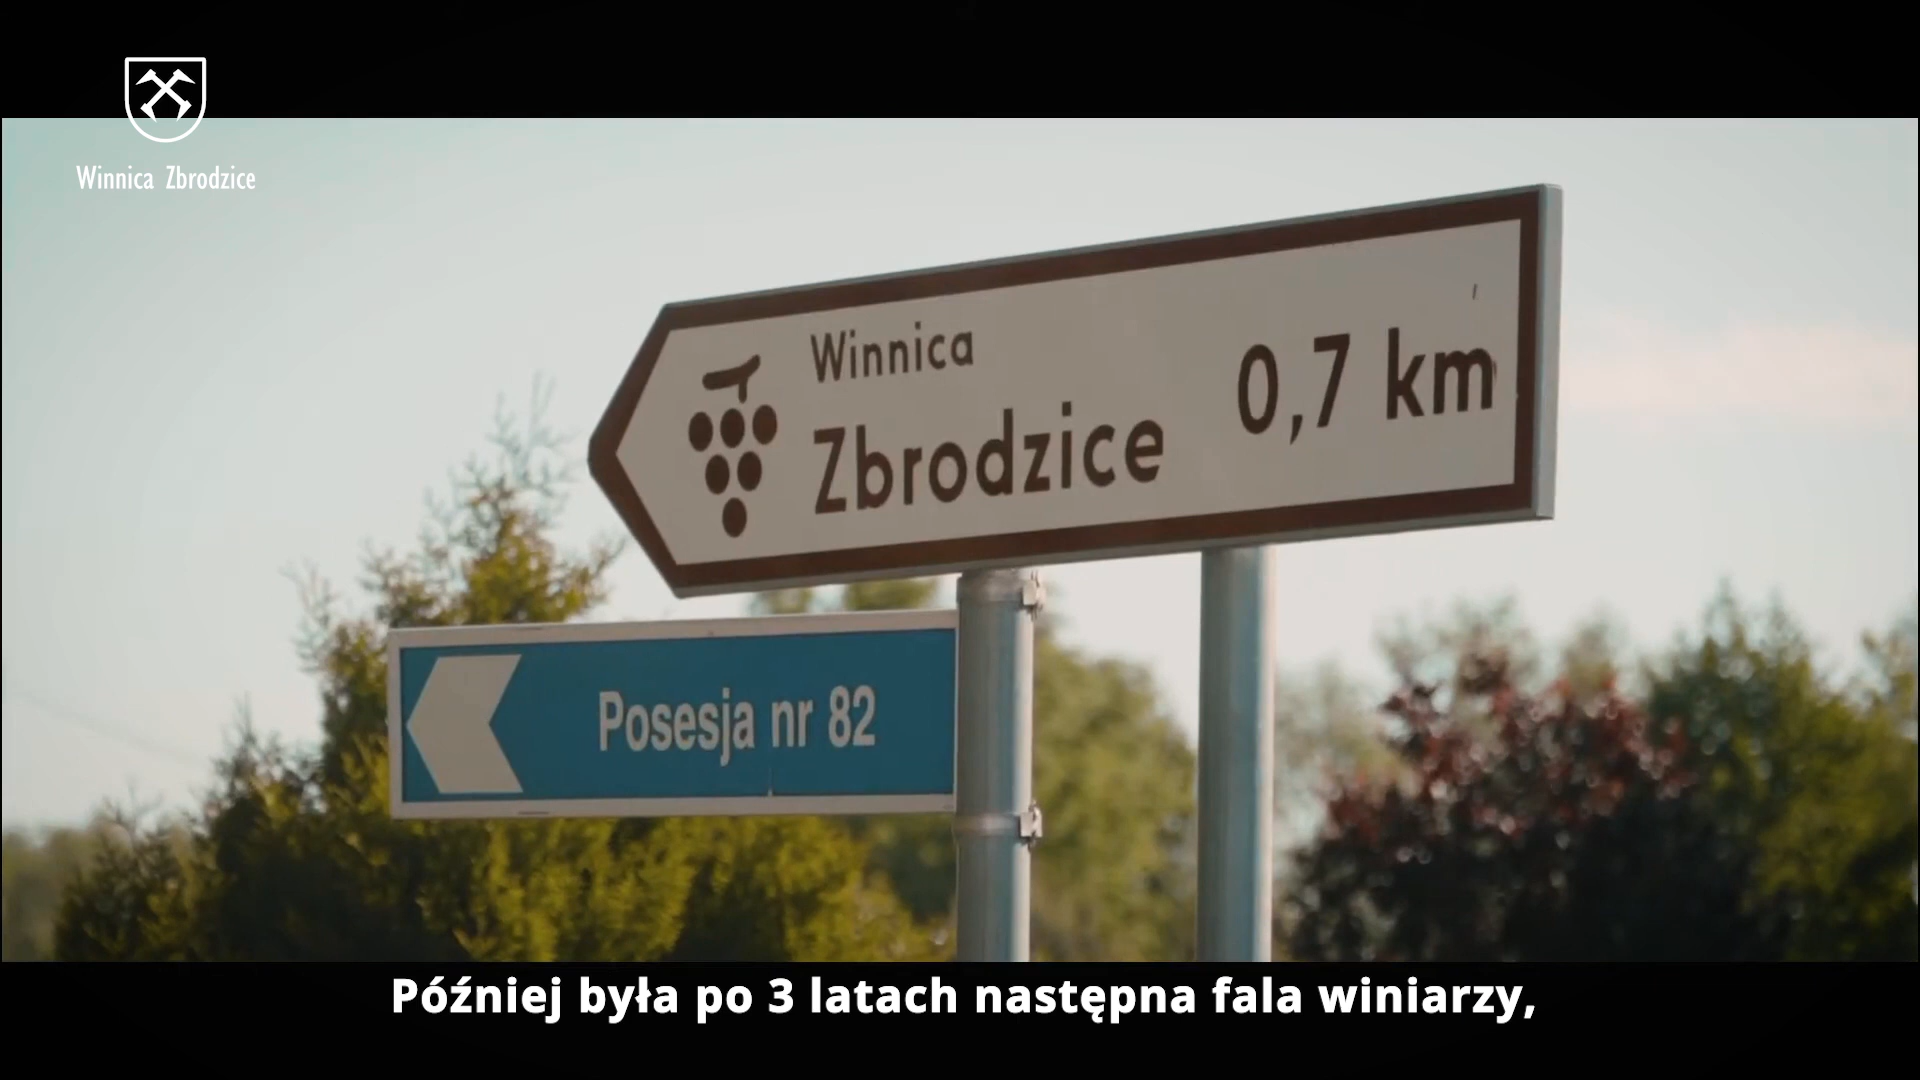 Winnica Zbrodzice
Winnica
Zbrodzice 0,7 km
Posesja nr 82
Później była po 3 latach następna fala winiarzy,